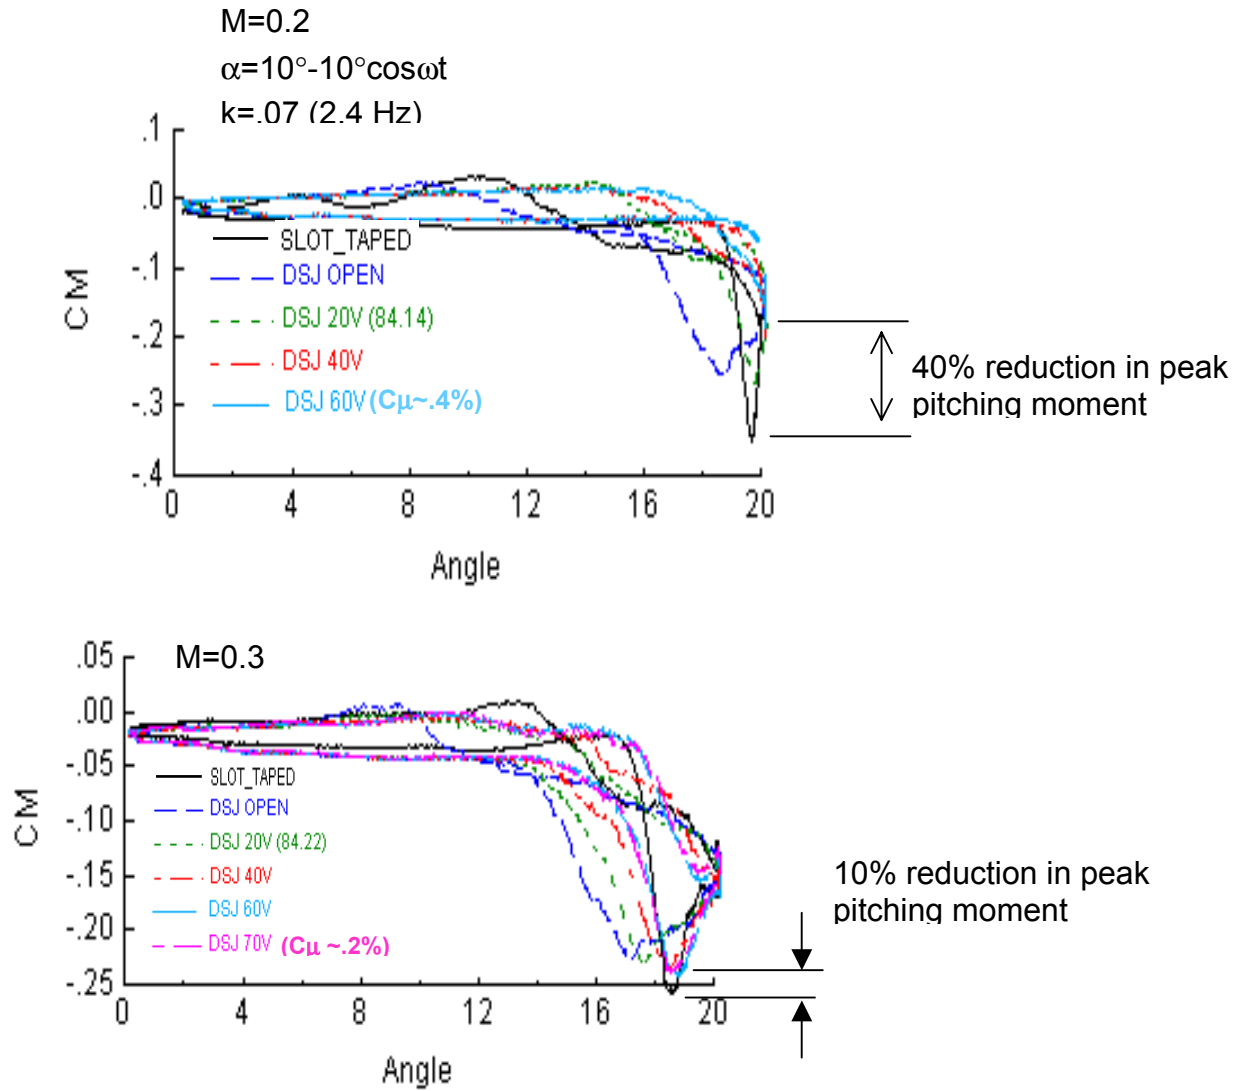 M=0.2
α=10°-10°cosωt
k=.07 (2.4 Hz)
.1
.0
-.1
-.2
-.3
-.4
CM
SLOT_TAPED
DSJ OPEN
DSJ 20V (84.14)
DSJ 40V
DSJ 60V (Cμ~.4%)
40% reduction in peak
pitching moment
0 4 8 12 16 20
Angle
M=0.3
.05
.00
-.05
-.10
-.15
-.20
-.25
CM
SLOT_TAPED
DSJ OPEN
DSJ 20V (84.22)
DSJ 40V
DSJ 60V
DSJ 70V (Cμ ~.2%)
10% reduction in peak
pitching moment
0 4 8 12 16 20
Angle